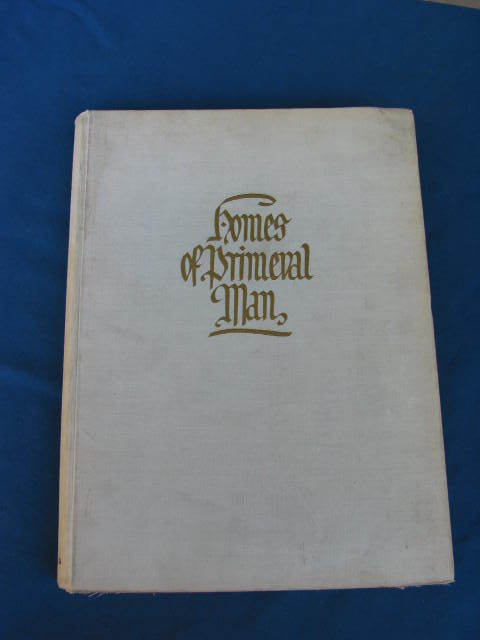 Homes
of Primeval
Man